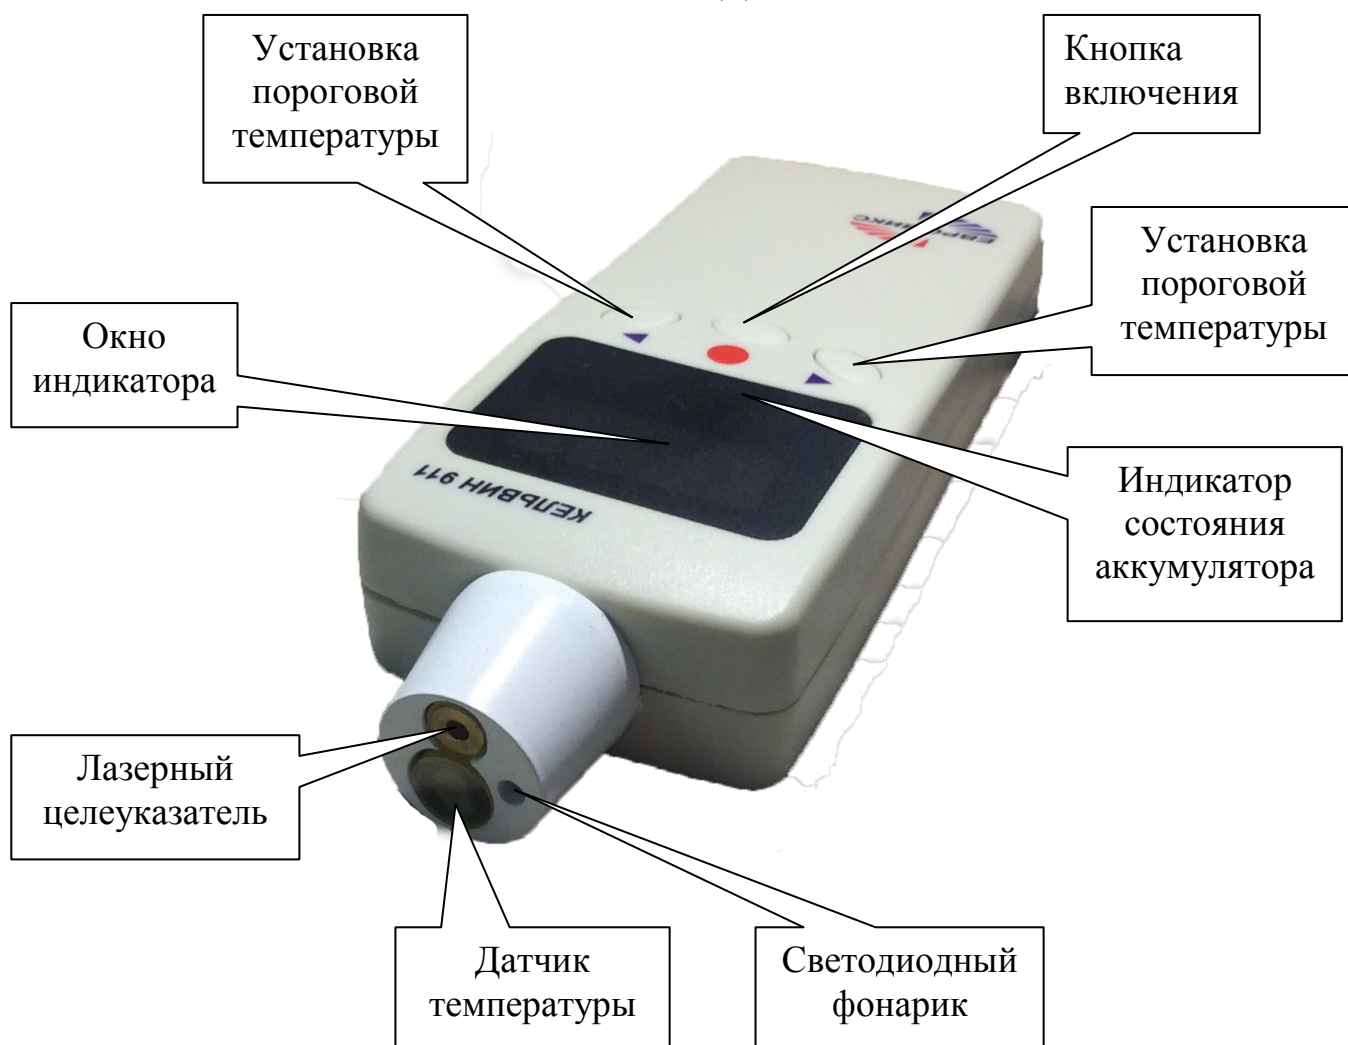 Установка
пороговой
температуры
Кнопка
включения
Установка
пороговой
температуры
ЕВРОМИКС
Окно
индикатора
КЕЛЬВИН 911
Индикатор
состояния
аккумулятора
Лазерный
целеуказатель
Датчик
температуры
Светодиодный
фонарик